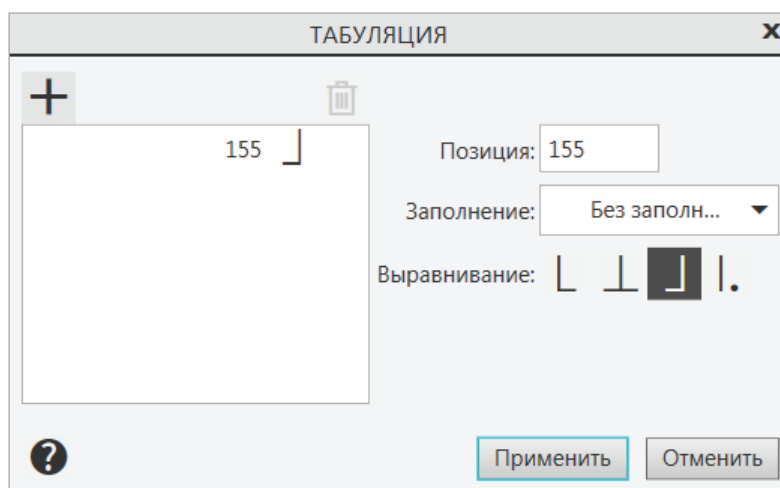 ТАБУЛЯЦИЯ x
155
Позиция: 155
Заполнение: Без заполн...
Выравнивание:
?
Применить Отменить